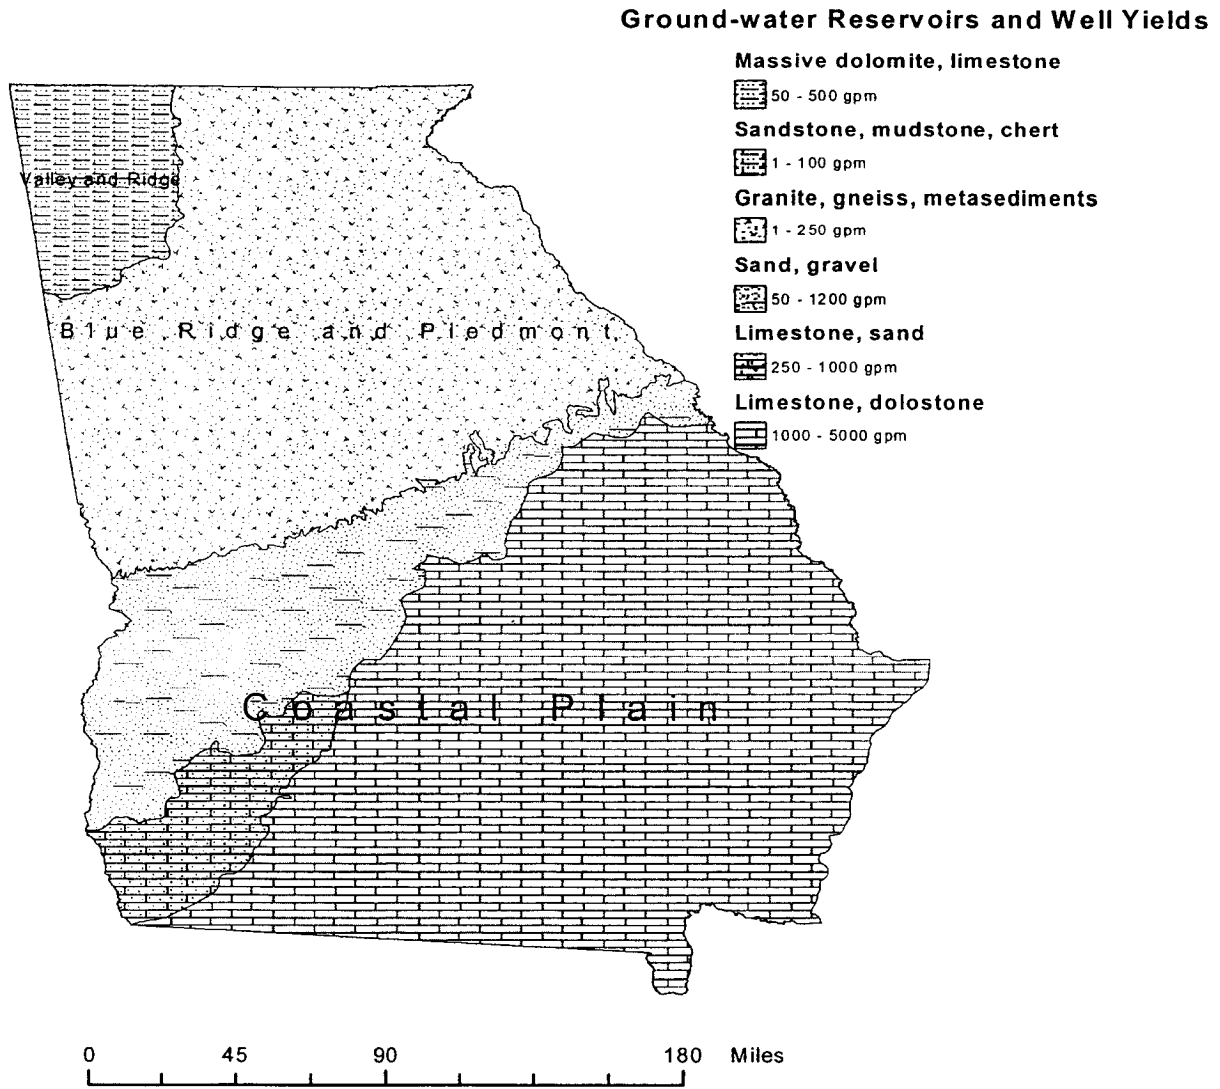 Ground-water Reservoirs and Well Yields
Massive dolomite, limestone
50 - 500 gpm
Sandstone, mudstone, chert
1 - 100 gpm
Granite, gneiss, metasediments
1 - 250 gpm
Sand, gravel
50 - 1200 gpm
Limestone, sand
250 - 1000 gpm
Limestone, dolostone
1000 - 5000 gpm
Valley and Ridge
Blue Ridge and Piedmont
Coastal Plain
0 45 90 180 Miles